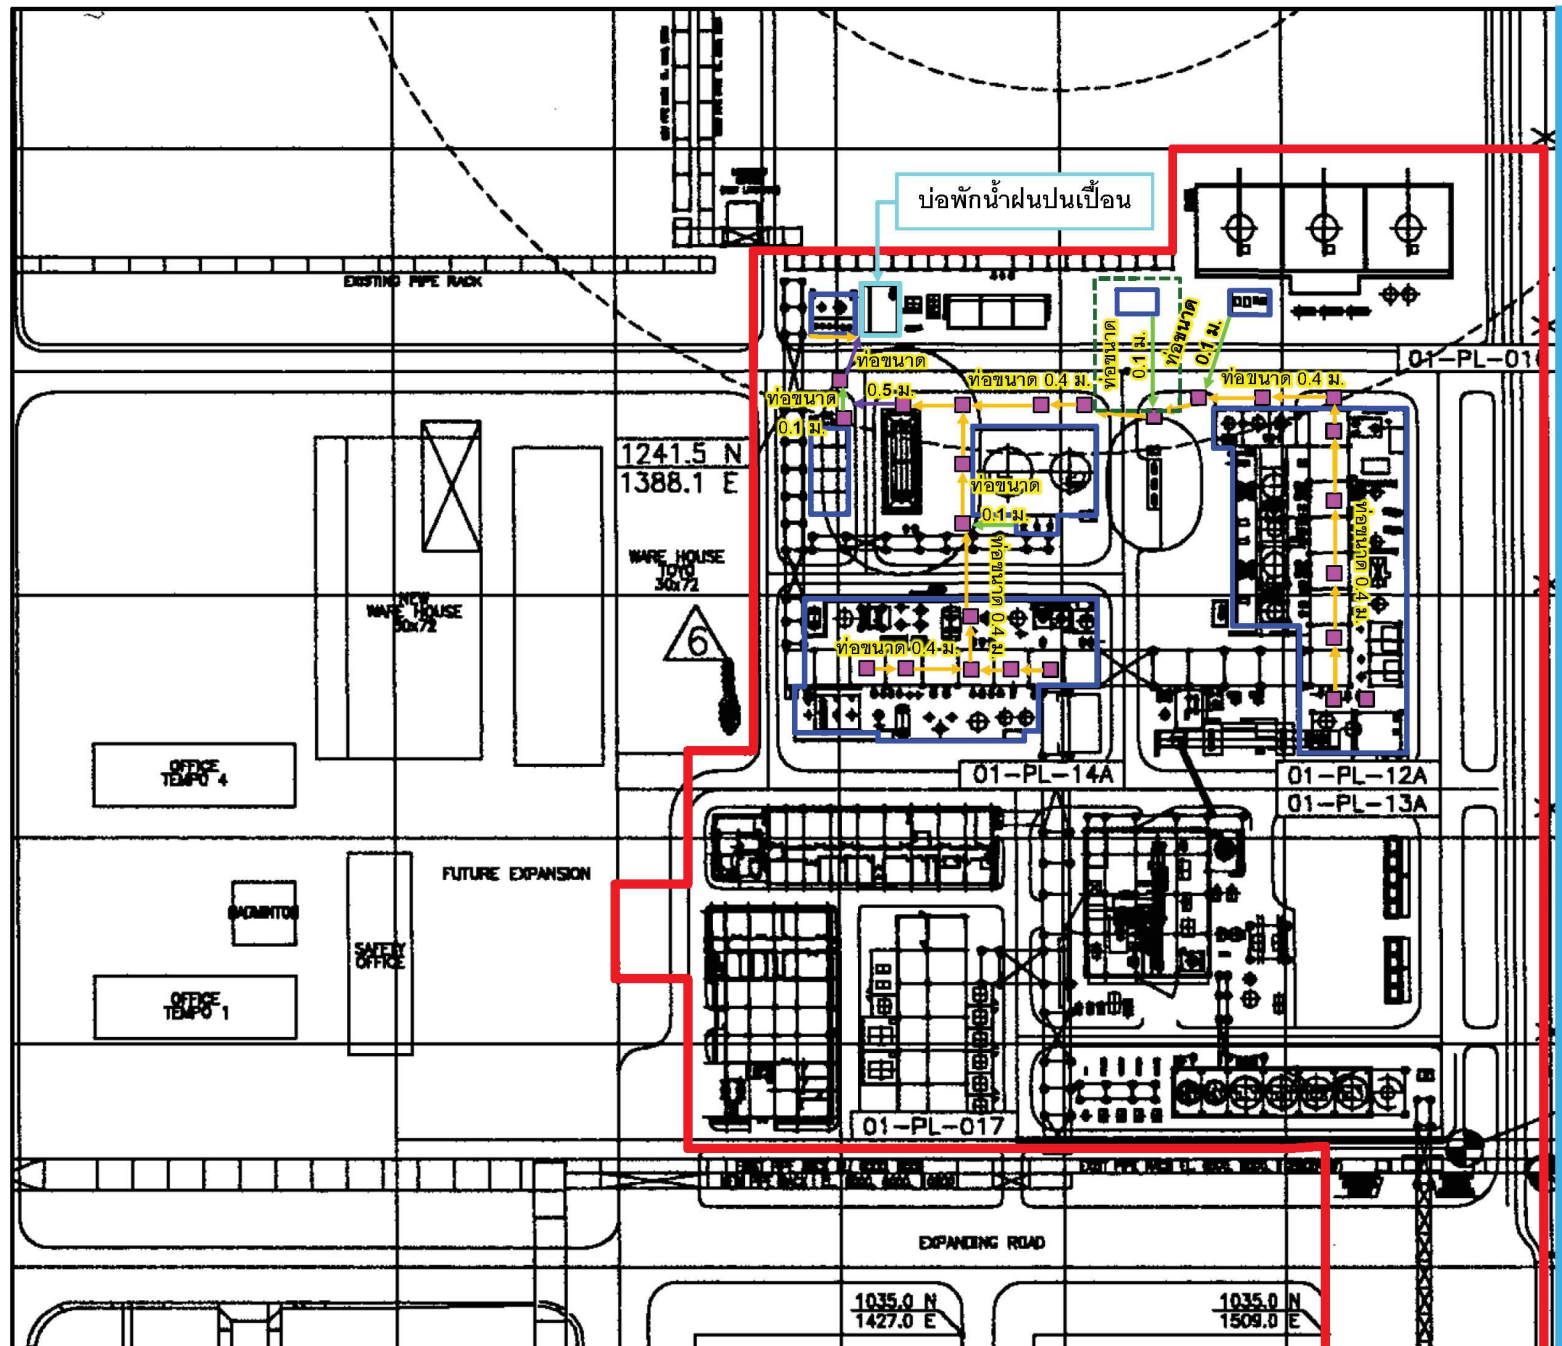 บ่อพักน้ำฝนปนเปื้อน
EXISTING PIPE RACK
ท่อขนาด
0.1 ม.
ท่อขนาด
0.1 ม.
01-PL-016
ท่อขนาด
0.5 ม.
ท่อขนาด 0.4 ม.
ท่อขนาด 0.4 ม.
ท่อขนาด
0.1 ม.
1241.5 N
1388.1 E
ท่อขนาด
0.1 ม.
WARE HOUSE
TOYO
30x72
NEW
WARE HOUSE
50x72
6
ท่อขนาด 0.4 ม.
ท่อขนาด 0.4 ม.
ท่อขนาด 0.4 ม.
OFFICE
TEMPO 4
01-PL-14A
01-PL-12A
01-PL-13A
FUTURE EXPANSION
BADMINTON
SAFETY
OFFICE
OFFICE
TEMPO 1
01-PL-017
EXPANDING ROAD
1035.0 N
1427.0 E
1035.0 N
1509.0 E